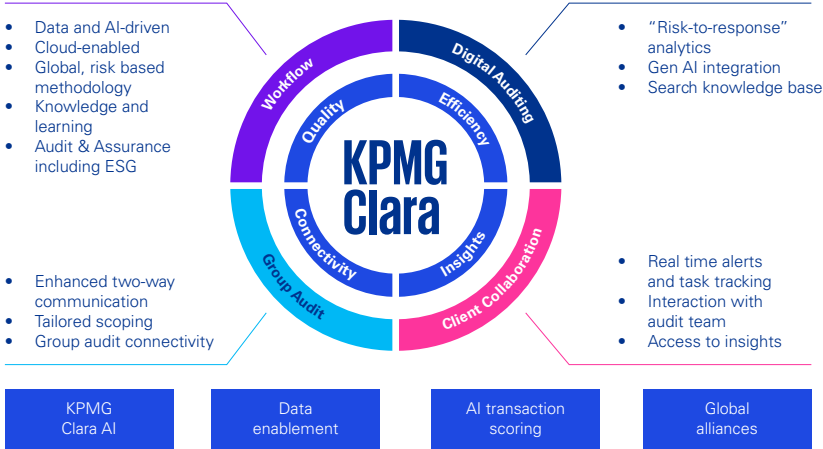 • Data and AI-driven
• Cloud-enabled
• Global, risk based
methodology
• Knowledge and
learning
• Audit & Assurance
including ESG
• “Risk-to-response”
analytics
• Gen AI integration
• Search knowledge base
Workflow
Digital Auditing
Quality
Efficiency
KPMG
Clara
Connectivity
Insights
Group Audit
Client Collaboration
• Enhanced two-way
communication
• Tailored scoping
• Group audit connectivity
• Real time alerts
and task tracking
• Interaction with
audit team
• Access to insights
KPMG
Clara AI
Data
enablement
AI transaction
scoring
Global
alliances